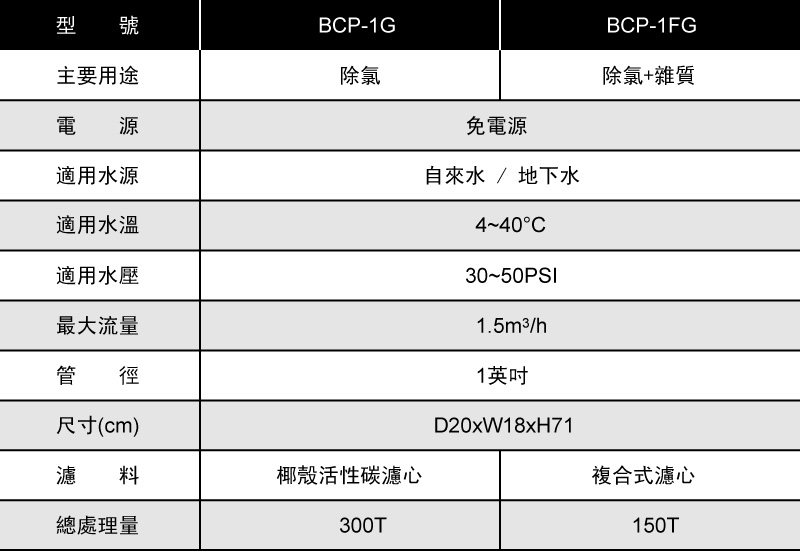 型 號 BCP-1G BCP-1FG
主要用途 除氯 除氯+雜質
電 源 免電源
適用水源 自來水 / 地下水
適用水溫 4~40°C
適用水壓 30~50PSI
最大流量 1.5m³/h
管 徑 1英吋
尺寸(cm) D20xW18xH71
濾 料 椰殼活性碳濾心 複合式濾心
總處理量 300T 150T